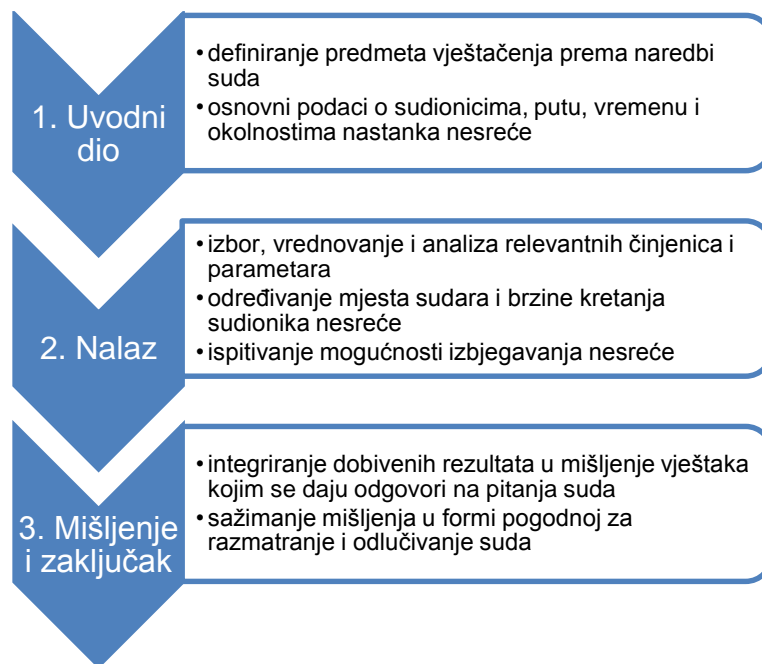 1. Uvodni
dio
• definiranje predmeta vještačenja prema naredbi
suda
• osnovni podaci o sudionicima, putu, vremenu i
okolnostima nastanka nesreće
2. Nalaz
• izbor, vrednovanje i analiza relevantnih činjenica i
parametara
• određivanje mjesta sudara i brzine kretanja
sudionika nesreće
• ispitivanje mogućnosti izbjegavanja nesreće
3. Mišljenje
i zaključak
• integriranje dobivenih rezultata u mišljenje vještaka
kojim se daju odgovori na pitanja suda
• sažimanje mišljenja u formi pogodnoj za
razmatranje i odlučivanje suda